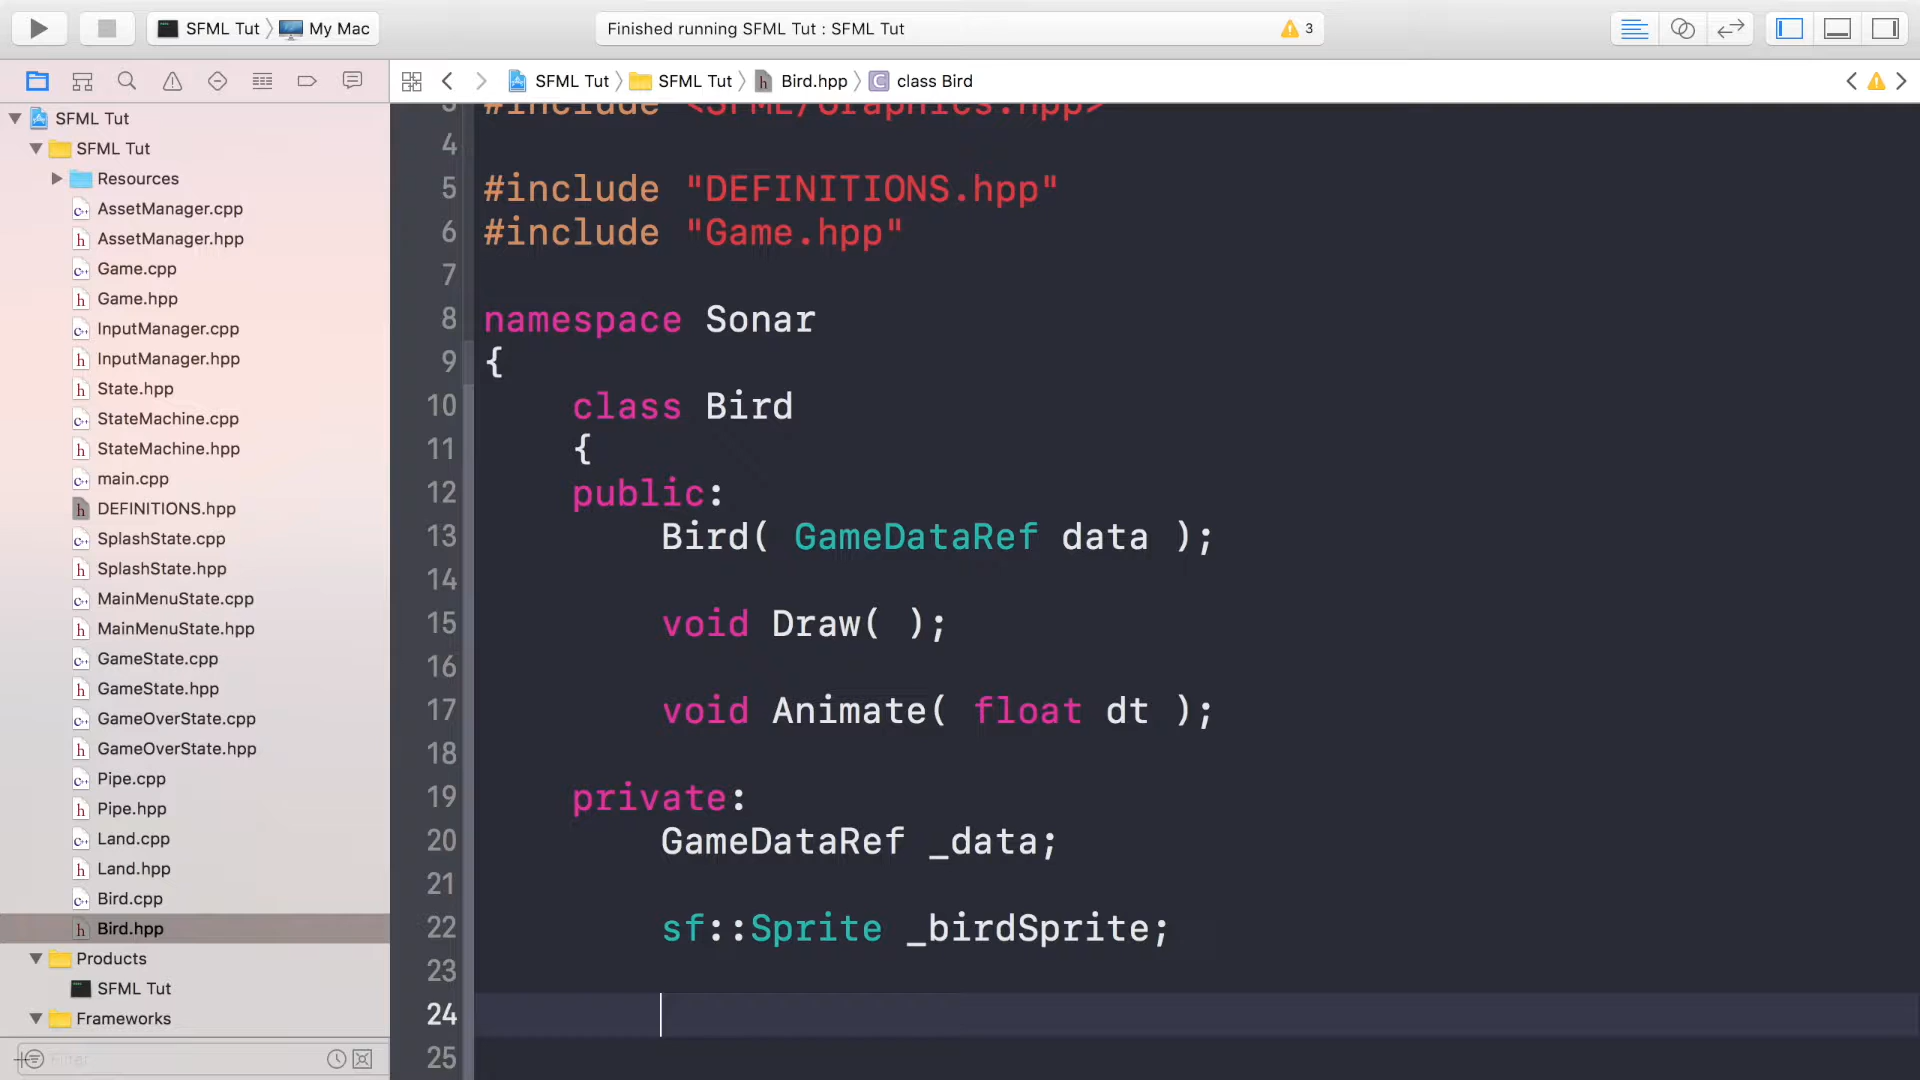 SFML Tut My Mac
Finished running SFML Tut : SFML Tut
3
SFML Tut SFML Tut Bird.hpp C class Bird
SFML Tut
SFML Tut
Resources
AssetManager.cpp
AssetManager.hpp
Game.cpp
Game.hpp
InputManager.cpp
InputManager.hpp
State.hpp
StateMachine.cpp
StateMachine.hpp
main.cpp
DEFINITIONS.hpp
SplashState.cpp
SplashState.hpp
MainMenuState.cpp
MainMenuState.hpp
GameState.cpp
GameState.hpp
GameOverState.cpp
GameOverState.hpp
Pipe.cpp
Pipe.hpp
Land.cpp
Land.hpp
Bird.cpp
Bird.hpp
Products
SFML Tut
Frameworks
Filter
3 #include <SFML/Graphics.hpp>
4
5 #include "DEFINITIONS.hpp"
6 #include "Game.hpp"
7
8 namespace Sonar
9 {
10 class Bird
11 {
12 public:
13 Bird( GameDataRef data );
14
15 void Draw( );
16
17 void Animate( float dt );
18
19 private:
20 GameDataRef _data;
21
22 sf::Sprite _birdSprite;
23
24
25